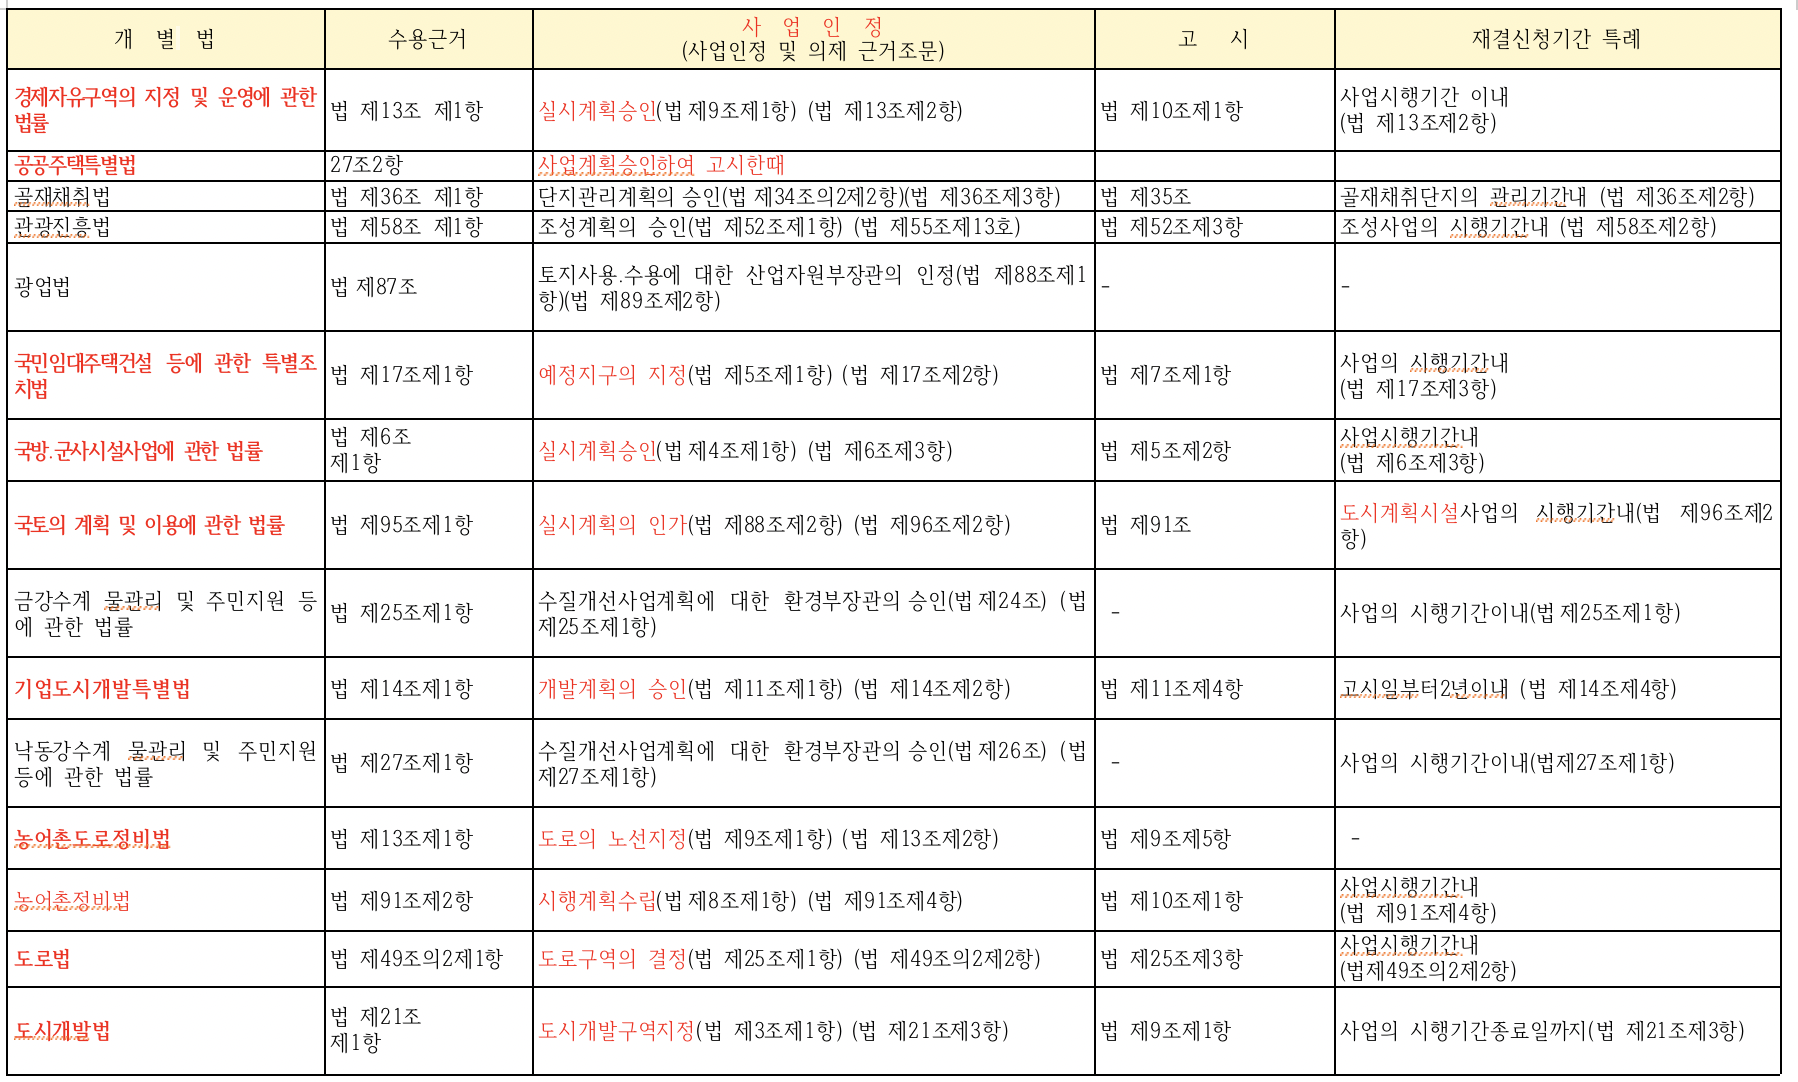 개 별 법
수용근거
사 업 인 정
(사업인정 및 의제 근거조문)
고 시
재결신청기간 특례
경제자유구역의 지정 및 운영에 관한
법률
법 제13조 제1항
실시계획승인(법 제9조제1항) (법 제13조제2항)
법 제10조제1항
사업시행기간 이내
(법 제13조제2항)
공공주택특별법
27조2항
사업계획승인하여 고시한때
골재채취법
법 제36조 제1항
단지관리계획의 승인(법 제34조의2제2항)(법 제36조제3항)
법 제35조
골재채취단지의 관리기간내 (법 제36조제2항)
관광진흥법
법 제58조 제1항
조성계획의 승인(법 제52조제1항) (법 제55조제13호)
법 제52조제3항
조성사업의 시행기간내 (법 제58조제2항)
광업법
법 제87조
토지사용.수용에 대한 산업자원부장관의 인정(법 제88조제1
항)(법 제89조제2항)
-
-
국민임대주택건설 등에 관한 특별조
치법
법 제17조제1항
예정지구의 지정(법 제5조제1항) (법 제17조제2항)
법 제7조제1항
사업의 시행기간내
(법 제17조제3항)
국방.군사시설사업에 관한 법률
법 제6조
제1항
실시계획승인(법 제4조제1항) (법 제6조제3항)
법 제5조제2항
사업시행기간내
(법 제6조제3항)
국토의 계획 및 이용에 관한 법률
법 제95조제1항
실시계획의 인가(법 제88조제2항) (법 제96조제2항)
법 제91조
도시계획시설사업의 시행기간내(법 제96조제2
항)
금강수계 물관리 및 주민지원 등
에 관한 법률
법 제25조제1항
수질개선사업계획에 대한 환경부장관의 승인(법 제24조) (법
제25조제1항)
-
사업의 시행기간이내(법 제25조제1항)
기업도시개발특별법
법 제14조제1항
개발계획의 승인(법 제11조제1항) (법 제14조제2항)
법 제11조제4항
고시일부터2년이내 (법 제14조제4항)
낙동강수계 물관리 및 주민지원
등에 관한 법률
법 제27조제1항
수질개선사업계획에 대한 환경부장관의 승인(법 제26조) (법
제27조제1항)
-
사업의 시행기간이내(법제27조제1항)
농어촌도로정비법
법 제13조제1항
도로의 노선지정(법 제9조제1항) (법 제13조제2항)
법 제9조제5항
-
농어촌정비법
법 제91조제2항
시행계획수립(법 제8조제1항) (법 제91조제4항)
법 제10조제1항
사업시행기간내
(법 제91조제4항)
도로법
법 제49조의2제1항
도로구역의 결정(법 제25조제1항) (법 제49조의2제2항)
법 제25조제3항
사업시행기간내
(법제49조의2제2항)
도시개발법
법 제21조
제1항
도시개발구역지정(법 제3조제1항) (법 제21조제3항)
법 제9조제1항
사업의 시행기간종료일까지(법 제21조제3항)